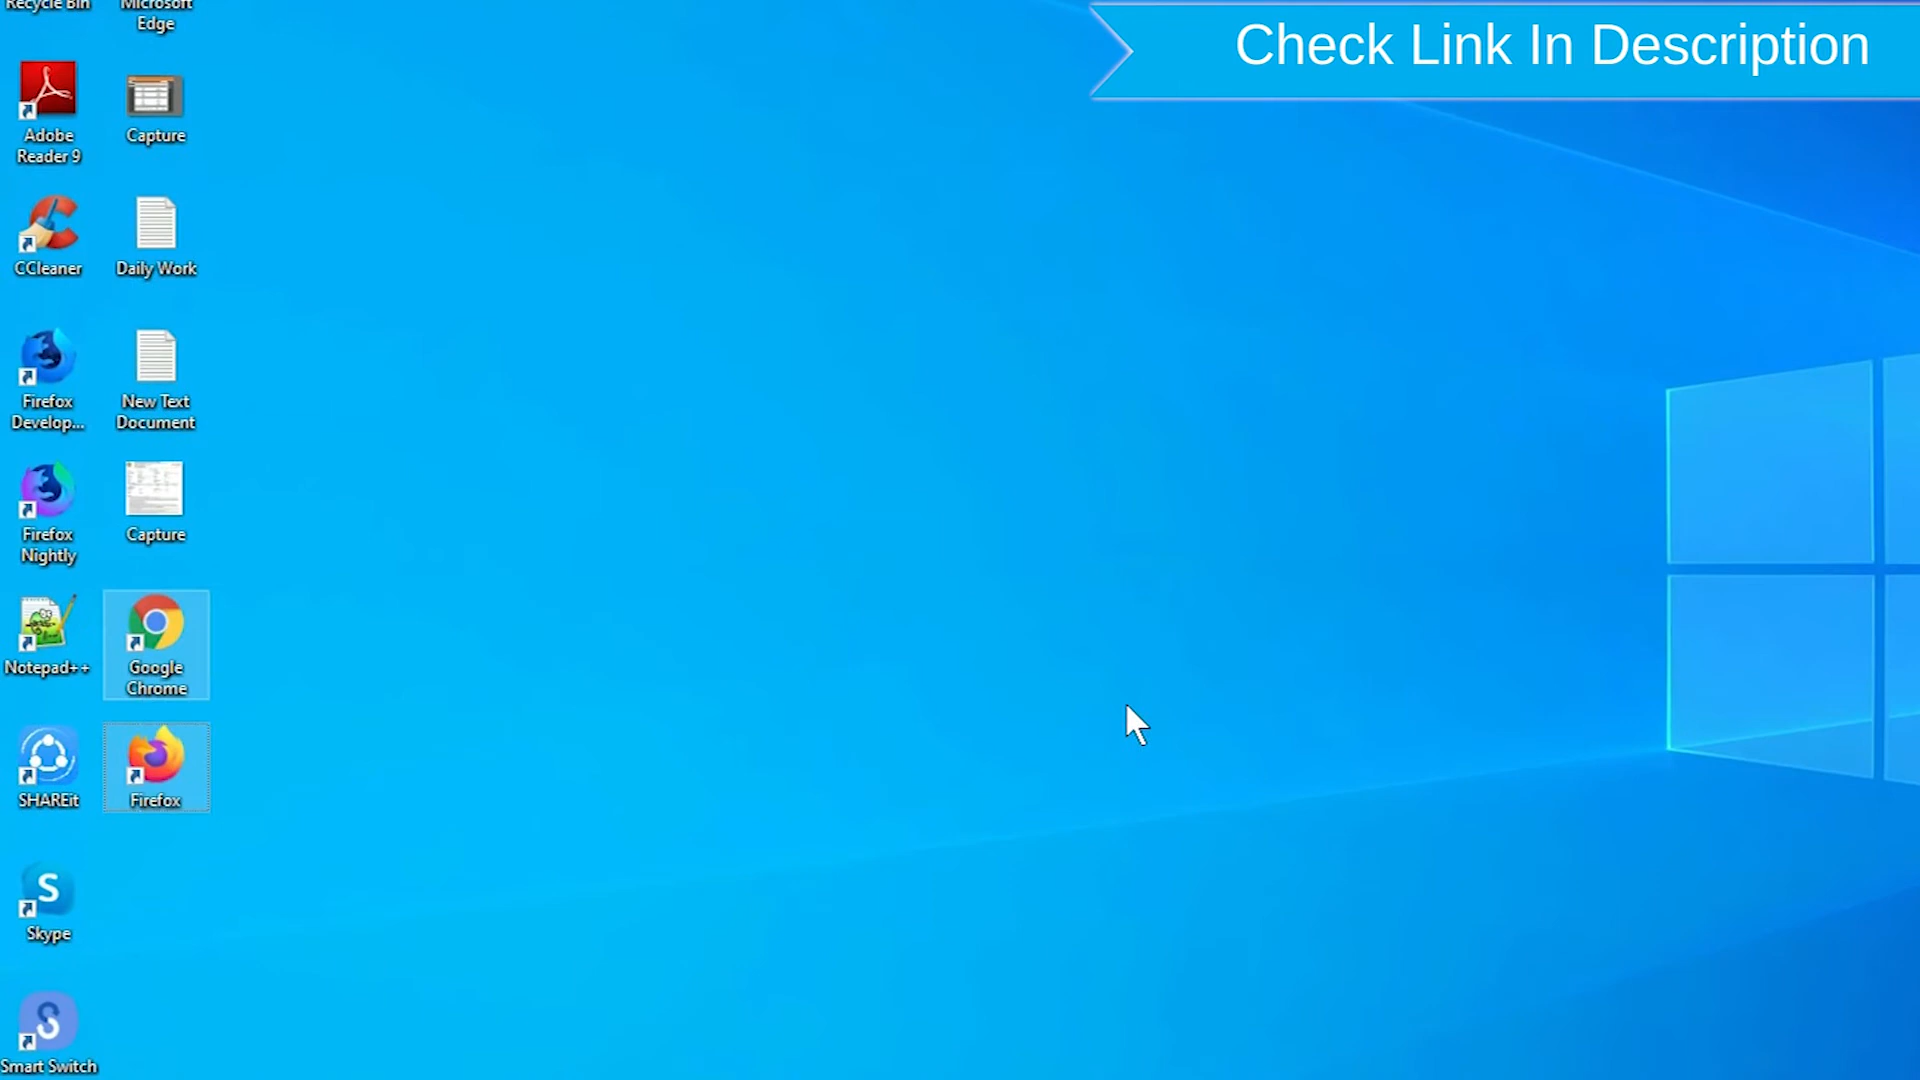 Recycle Bin
Microsoft
Edge
Check Link In Description
Adobe
Reader 9
Capture
CCleaner
Daily Work
Firefox
Develop...
New Text
Document
Firefox
Nightly
Capture
Notepad++
Google
Chrome
SHAREit
Firefox
Skype
Smart Switch